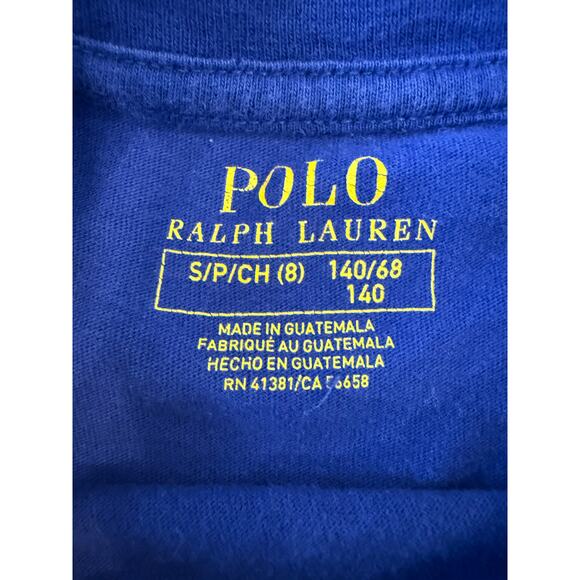 POLO
RALPH LAUREN
S/P/CH (8) 140/68
140
MADE IN GUATEMALA
FABRIQUÉ AU GUATEMALA
HECHO EN GUATEMALA
RN 41381/CA 56658